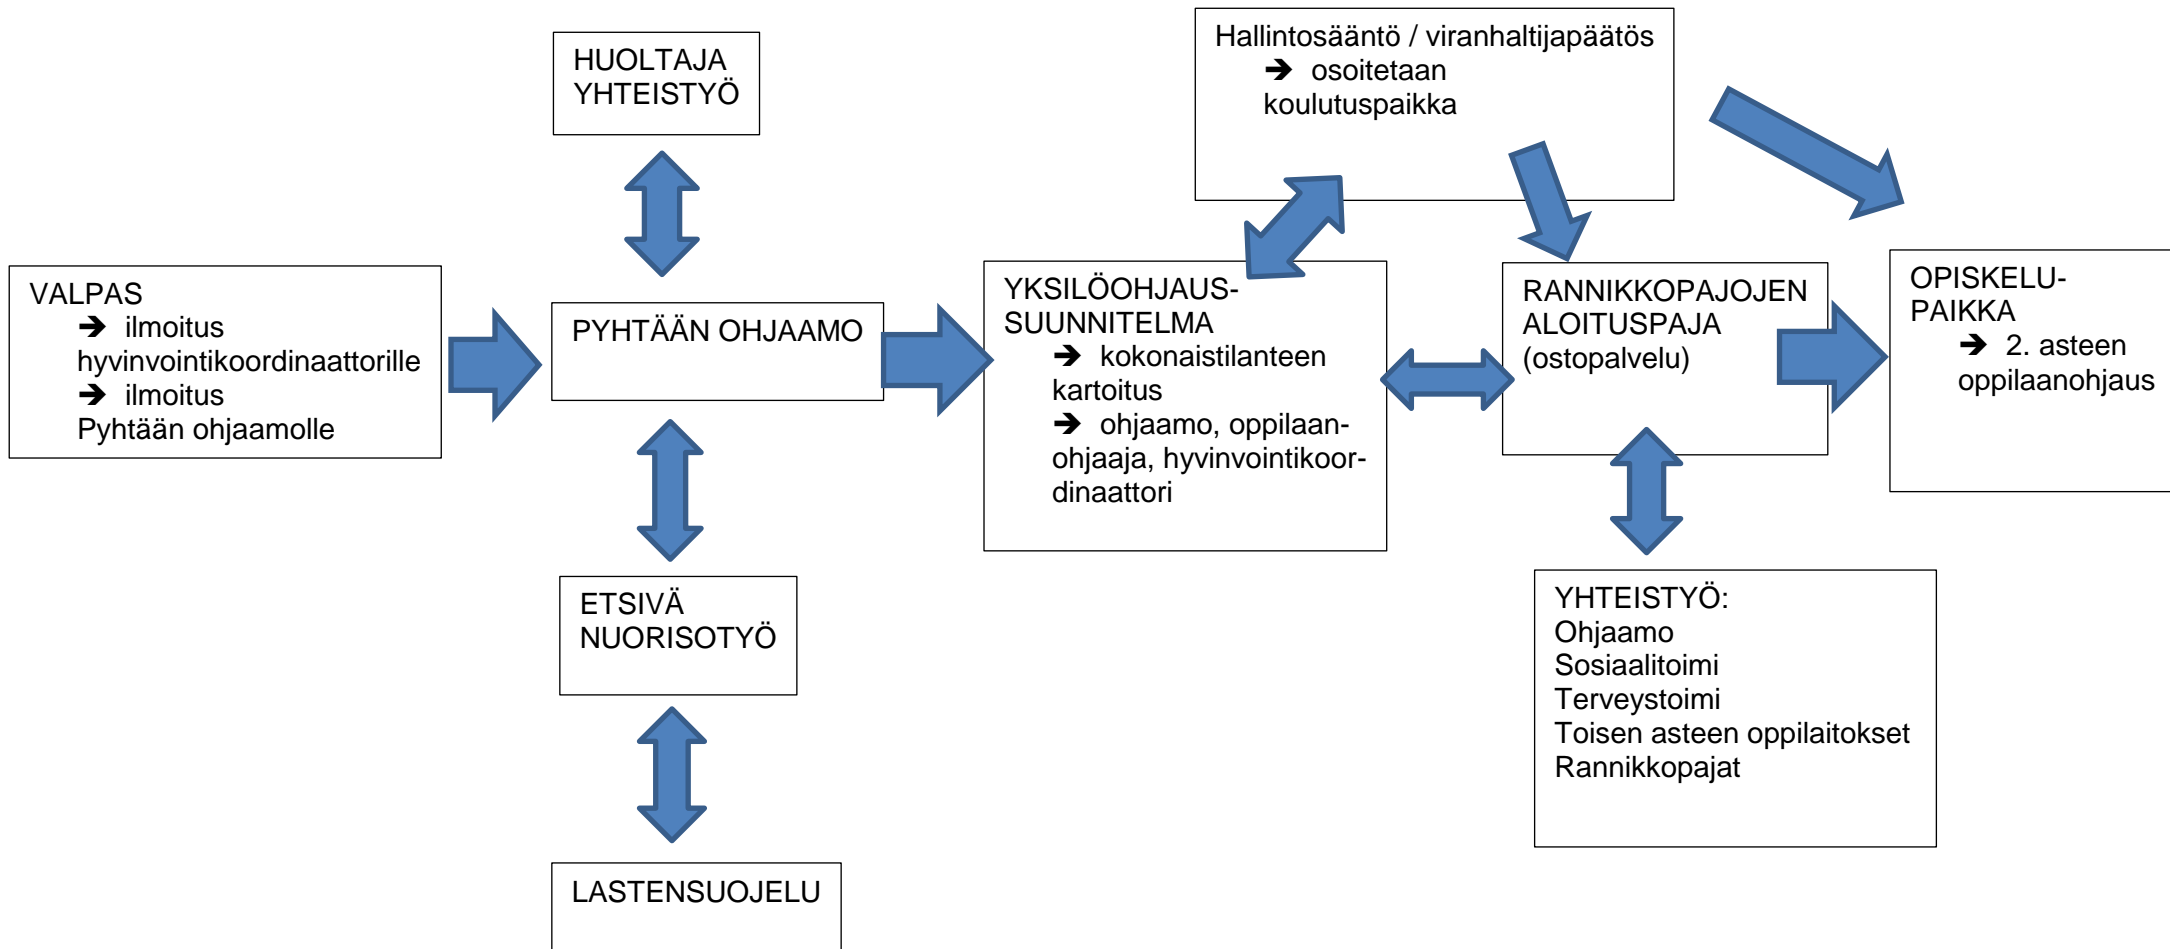 HUOLTAJA
YHTEISTYÖ
Hallintosääntö / viranhaltijapäätös
➔ osoitetaan
koulutuspaikka
VALPAS
➔ ilmoitus
hyvinvointikoordinaattorille
➔ ilmoitus
Pyhtään ohjaamolle
PYHTÄÄN OHJAAMO
YKSILÖOHJAUS-
SUUNNITELMA
➔ kokonaistilanteen
kartoitus
➔ ohjaamo, oppilaan-
ohjaaja, hyvinvointikoor-
dinaattori
RANNIKKOPAJOJEN
ALOITUSPAJA
(ostopalvelu)
OPISKELU-
PAIKKA
➔ 2. asteen
oppilaanohjaus
ETSIVÄ
NUORISOTYÖ
YHTEISTYÖ:
Ohjaamo
Sosiaalitoimi
Terveystoimi
Toisen asteen oppilaitokset
Rannikkopajat
LASTENSUOJELU